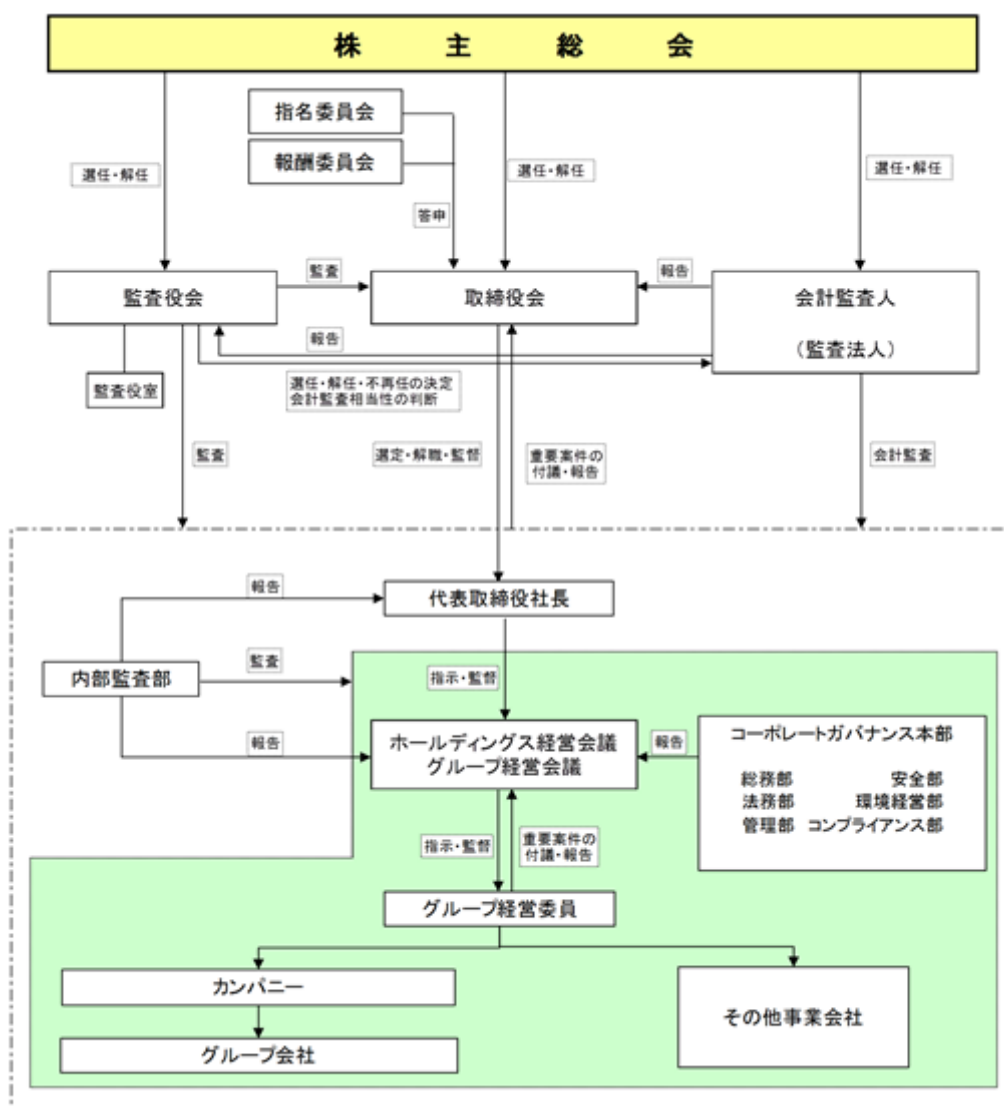 株主総会
指名委員会
報酬委員会
選任・解任
選任・解任
選任・解任
答申
監査役会
監査
取締役会
報告
会計監査人
（監査法人）
報告
監査役室
選任・解任・不再任の決定
会計監査相当性の判断
監査
選定・解職・監督
重要案件の
付議・報告
会計監査
報告
代表取締役社長
内部監査部
監査
指示・監督
報告
ホールディングス経営会議
グループ経営会議
報告
コーポレートガバナンス本部
総務部 安全部
法務部 環境経営部
管理部 コンプライアンス部
指示・監督
重要案件の
付議・報告
グループ経営委員
カンパニー
その他事業会社
グループ会社